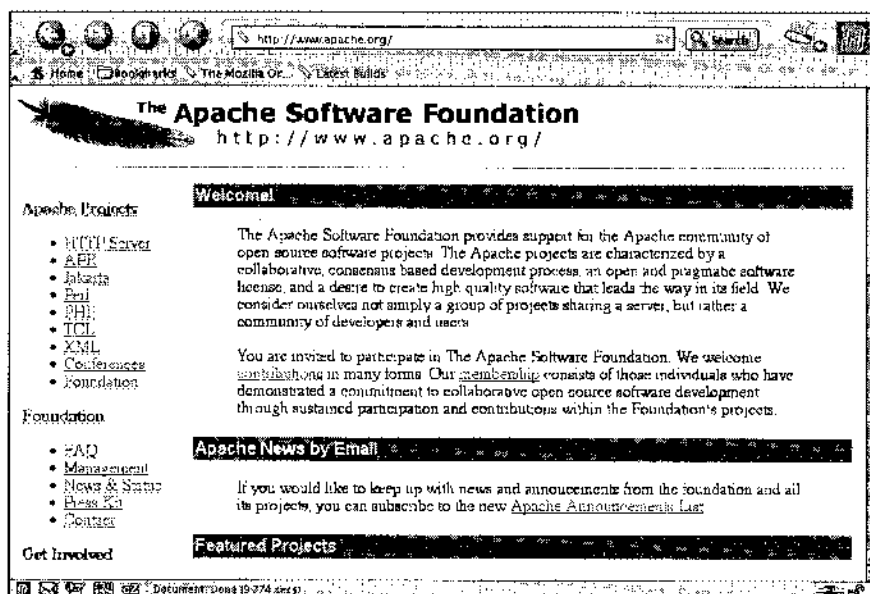 http://www.apache.org/
Search
Home Bookmarks The Mozilla Or... Latest Builds
The Apache Software Foundation
http://www.apache.org/
Welcome!
Apache Projects
HTTP Server
APR
Jakarta
Perl
PHP
TCL
XML
Conferences
Foundation
The Apache Software Foundation provides support for the Apache community of
open source software projects. The Apache projects are characterized by a
collaborative, consensus based development process, an open and pragmatic software
license, and a desire to create high quality software that leads the way in its field. We
consider ourselves not simply a group of projects sharing a server, but rather a
community of developers and users
You are invited to participate in The Apache Software Foundation. We welcome
contributions in many forms. Our membership consists of those individuals who have
demonstrated a commitment to collaborative open source software development
through sustained participation and contributions within the Foundation's projects.
Foundation
FAQ
Management
News & Status
Press Kit
Contact
Get Involved
Apache News by Email
If you would like to keep up with news and annoucements from the foundation and all
its projects, you can subscribe to the new Apache Announcements List
Featured Projects
Document: Done (9.774 secs)